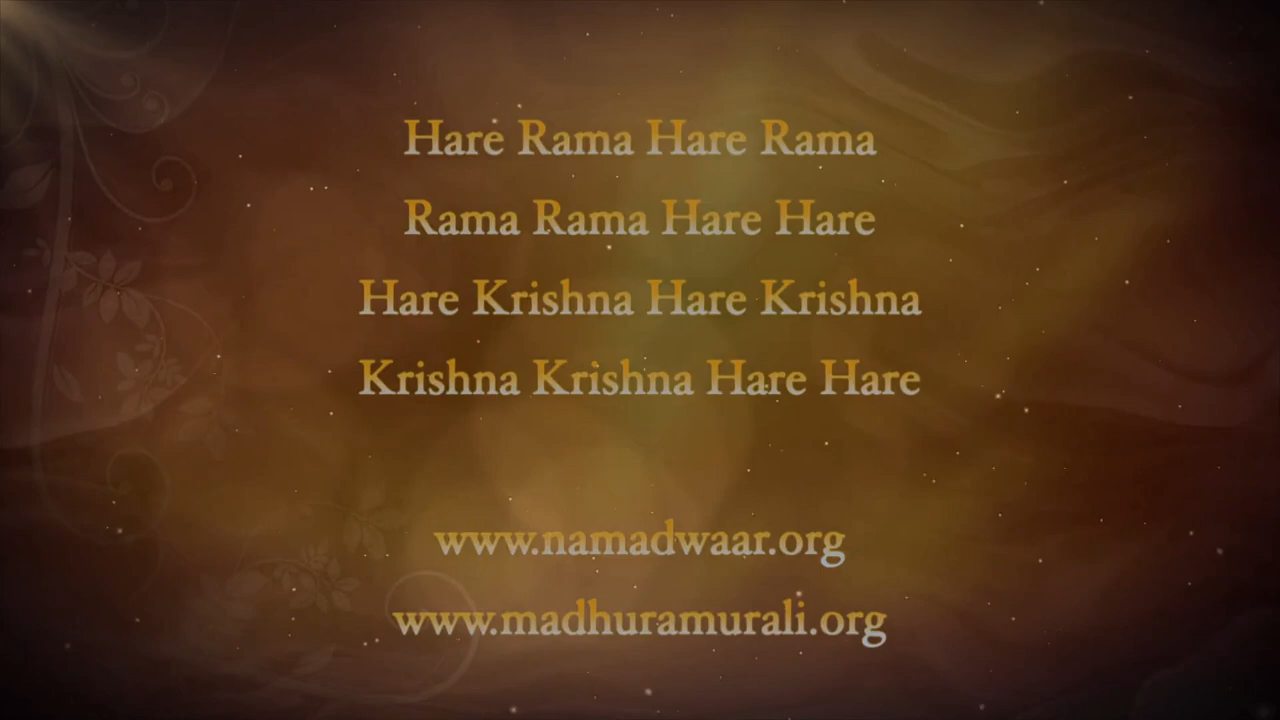 Hare Rama Hare Rama
Rama Rama Hare Hare
Hare Krishna Hare Krishna
Krishna Krishna Hare Hare
www.namadwaar.org
www.madhuramurali.org